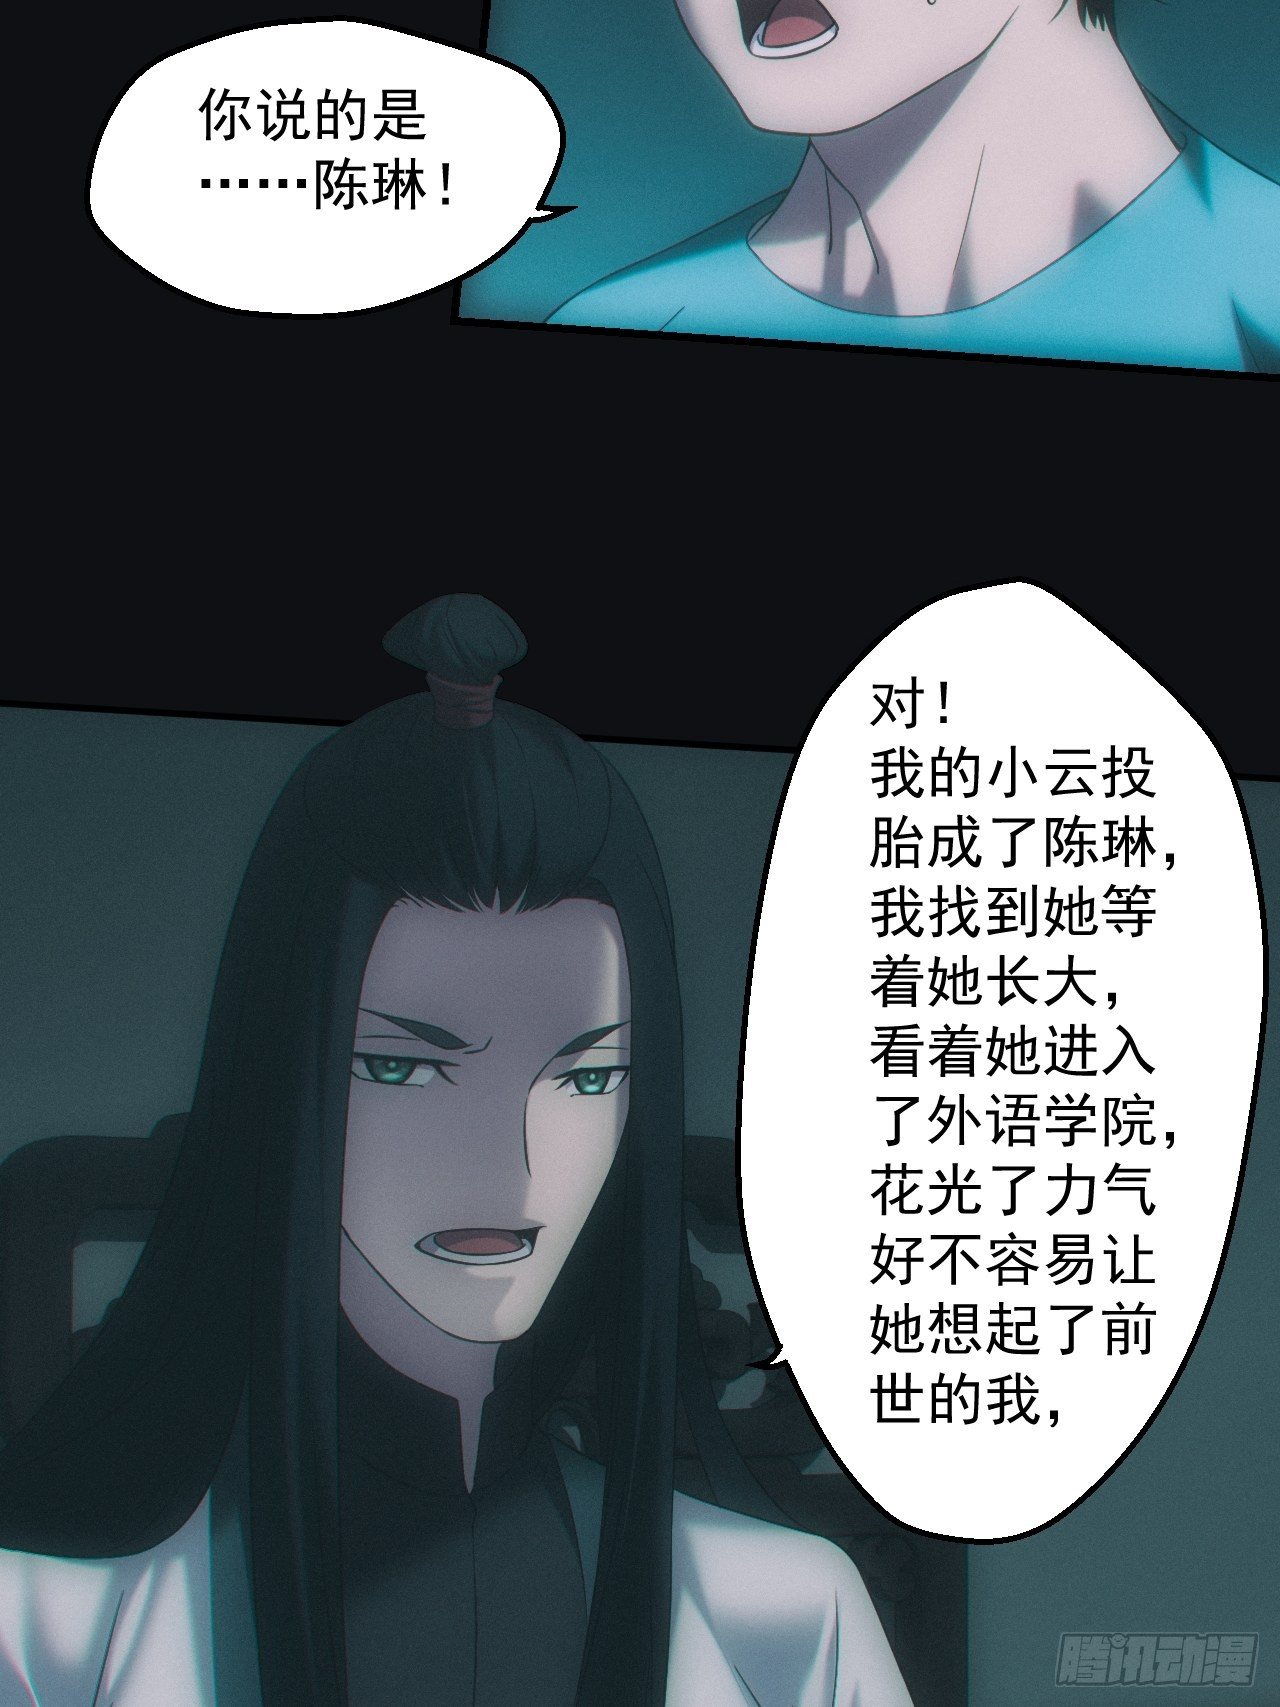 你说的是
……陈琳！
对！
我的小云投
胎成了陈琳，
我找到她等
着她长大，
看着她进入
了外语学院，
花光了力气
好不容易让
她想起了前
世的我，
腾讯动漫